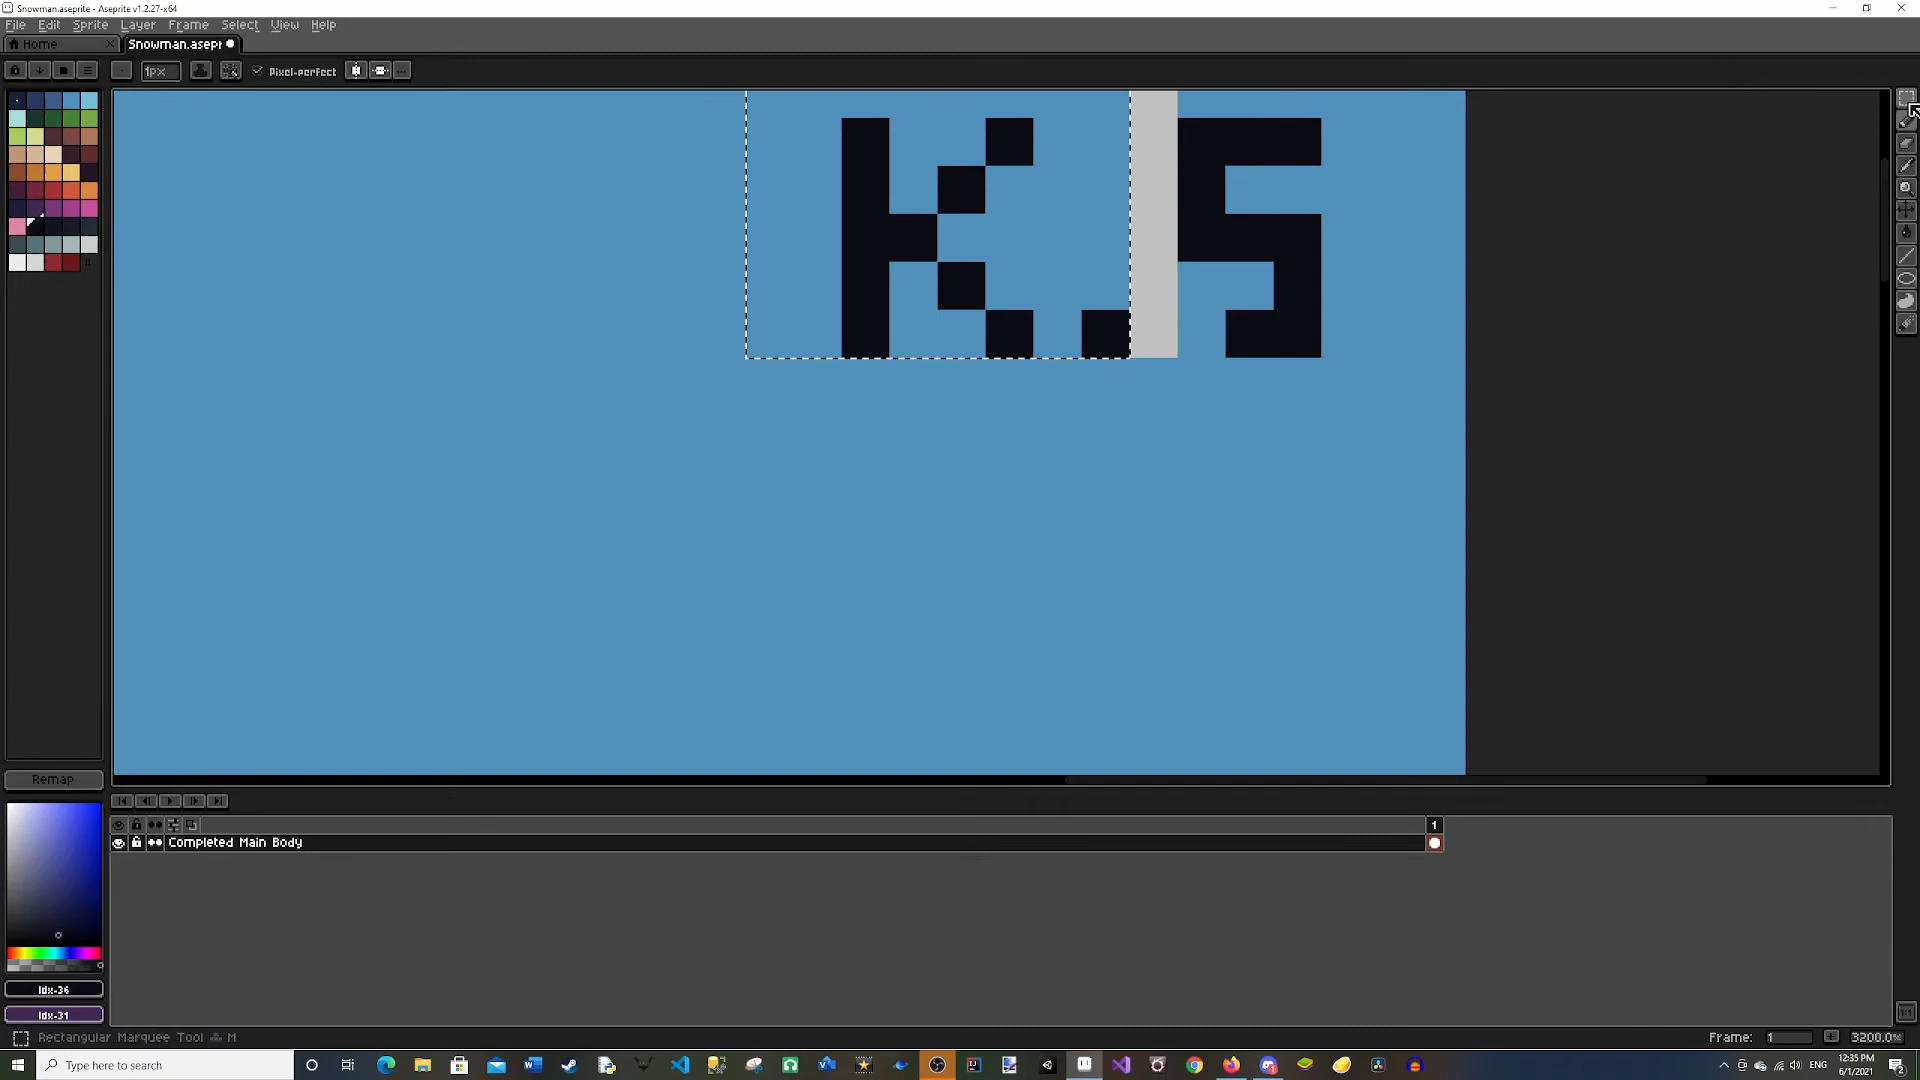 Snowman.aseprite - Aseprite v1.2.27-x64
File Edit Sprite Layer Frame Select View Help
Home Snowman.asepr
1px Pixel-perfect
K.S
Remap
1
Completed Main Body
Idx-36
Idx-31
Rectangular Marquee Tool M Frame: 1 3200.0%
Type here to search ENG 12:35 PM 6/1/2021 2